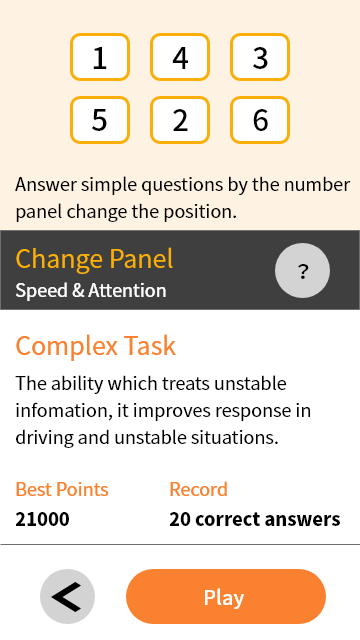 1 4 3
5 2 6
Answer simple questions by the number
panel change the position.
Change Panel
?
Speed & Attention
Complex Task
The ability which treats unstable
infomation, it improves response in
driving and unstable situations.
Best Points Record
21000 20 correct answers
Play